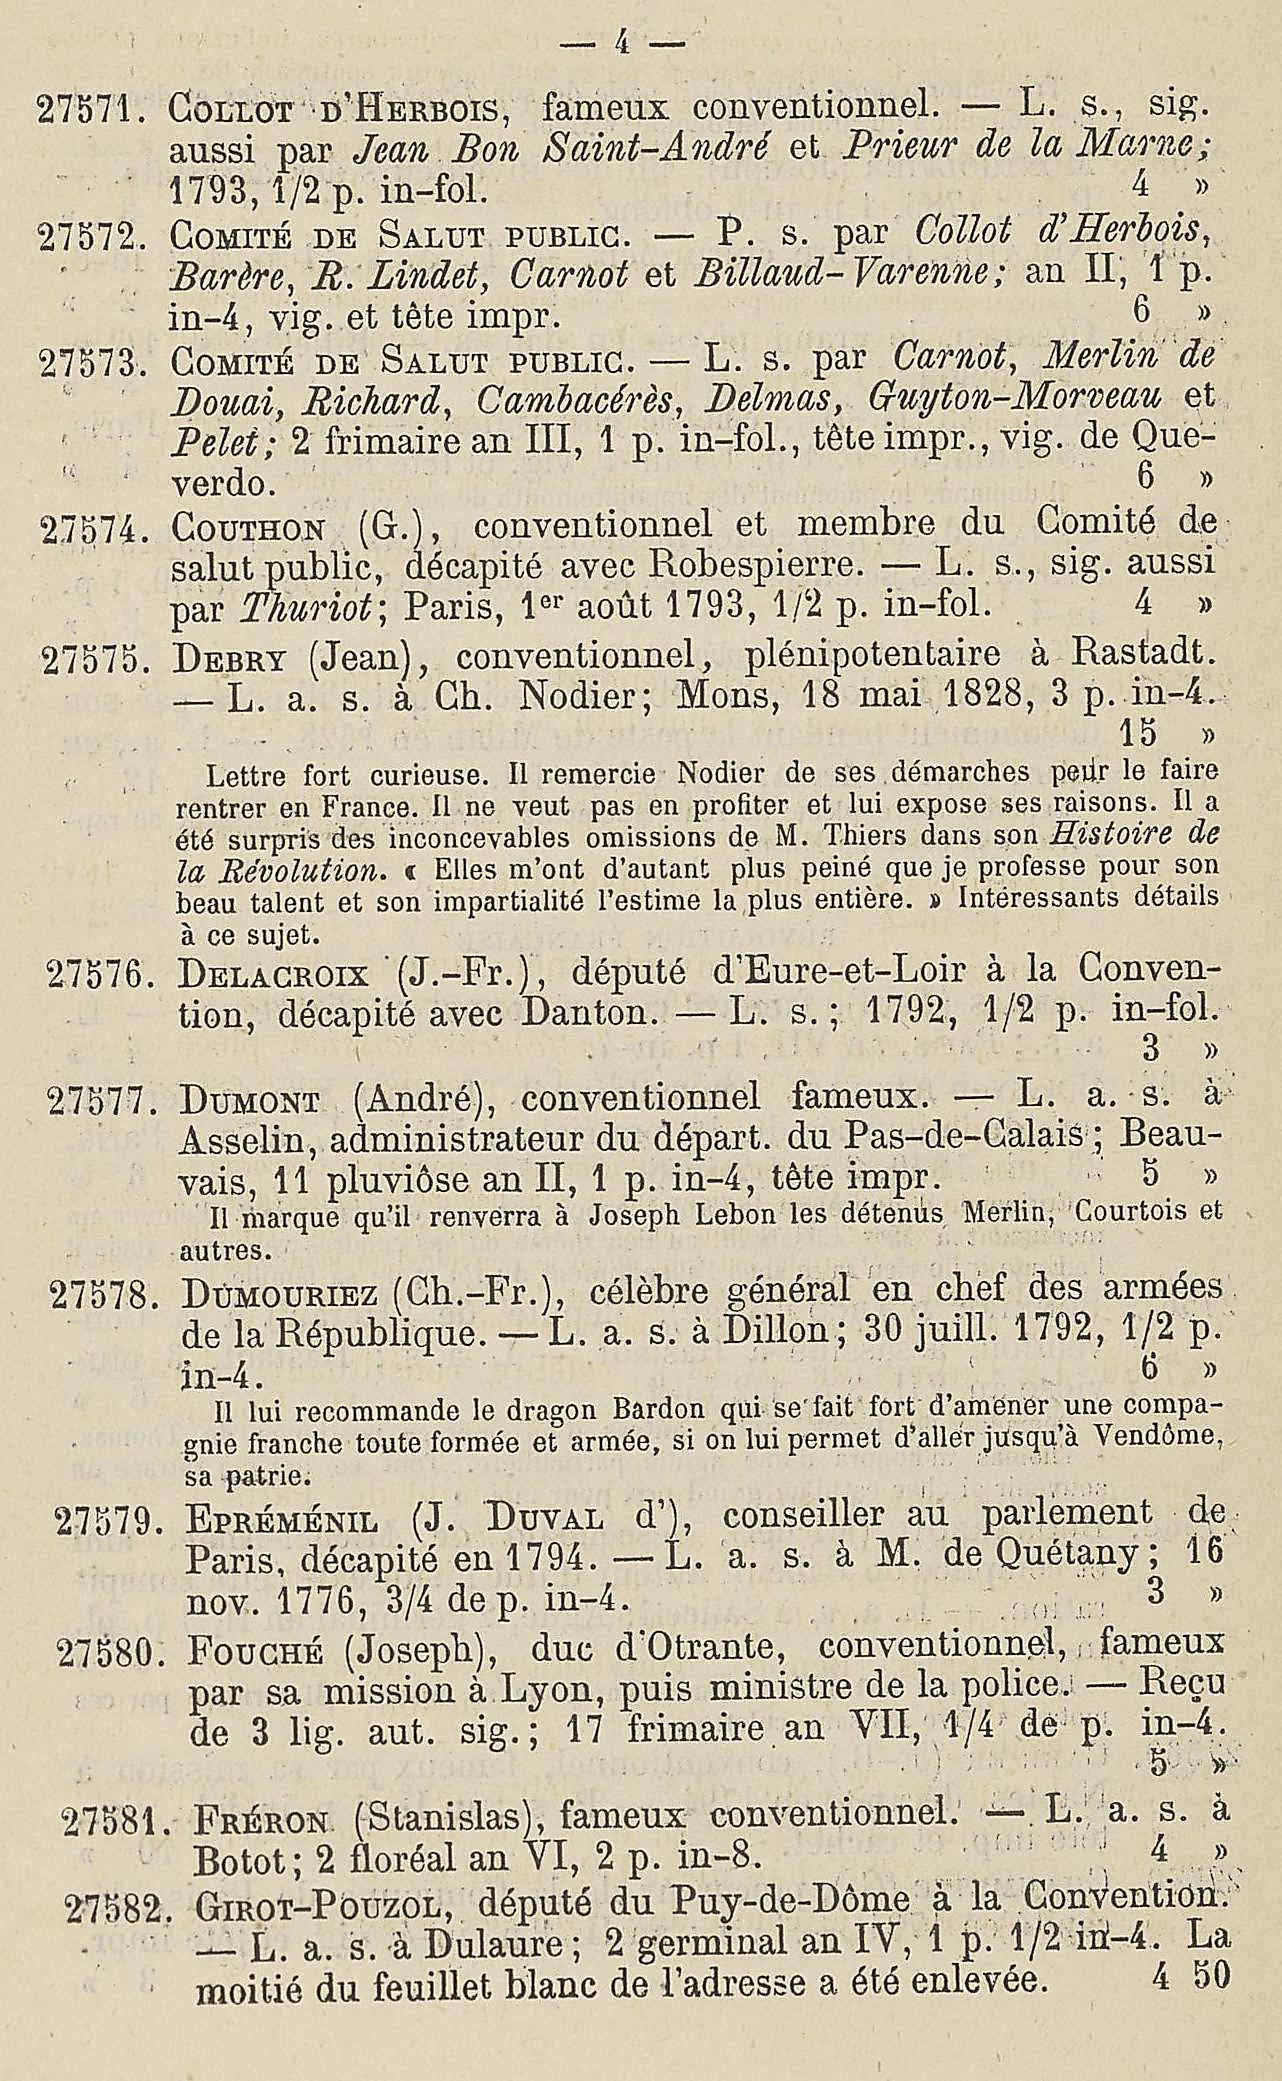 — 4 —
27571. COLLOT D'HERBOIS, fameux conventionnel. — L. s., sig.
aussi par Jean Bon Saint-André et Prieur de la Marne;
1793, 1/2 p. in-fol. 4 »
27572. COMITÉ DE SALUT PUBLIC. — P. s. par Collot d'Herbois,
Barère, R. Lindet, Carnot et Billaud-Varenne; an II, 1 p.
in-4, vig. et tête impr. 6 »
27573. COMITÉ DE SALUT PUBLIC. — L. s. par Carnot, Merlin de
Douai, Richard, Cambacérès, Delmas, Guyton-Morveau et
Pelet; 2 frimaire an III, 1 p. in-fol., tête impr., vig. de Que-
verdo. 6 »
27574. COUTHON (G.), conventionnel et membre du Comité de
salut public, décapité avec Robespierre. — L. s., sig. aussi
par Thuriot; Paris, 1er août 1793, 1/2 p. in-fol. 4 »
27575. DEBRY (Jean), conventionnel, plénipotentaire à Rastadt.
— L. a. s. à Ch. Nodier; Mons, 18 mai 1828, 3 p. in-4.
15 »
Lettre fort curieuse. Il remercie Nodier de ses démarches pour le faire
rentrer en France. Il ne veut pas en profiter et lui expose ses raisons. Il a
été surpris des inconcevables omissions de M. Thiers dans son Histoire de
la Révolution. « Elles m'ont d'autant plus peiné que je professe pour son
beau talent et son impartialité l'estime la plus entière. » Intéressants détails
à ce sujet.
27576. DELACROIX (J.-Fr.), député d'Eure-et-Loir à la Conven-
tion, décapité avec Danton. — L. s.; 1792, 1/2 p. in-fol.
3 »
27577. DUMONT (André), conventionnel fameux. — L. a. s. à
Asselin, administrateur du départ. du Pas-de-Calais; Beau-
vais, 11 pluviôse an II, 1 p. in-4, tête impr. 5 »
Il marque qu'il renverra à Joseph Lebon les détenus Merlin, Courtois et
autres.
27578. DUMOURIEZ (Ch.-Fr.), célèbre général en chef des armées
de la République. — L. a. s. à Dillon; 30 juill. 1792, 1/2 p.
in-4. 6 »
Il lui recommande le dragon Bardon qui se fait fort d'amener une compa-
gnie franche toute formée et armée, si on lui permet d'aller jusqu'à Vendôme,
sa patrie.
27579. EPRÉMÉNIL (J. DUVAL d'), conseiller au parlement de
Paris, décapité en 1794. — L. a. s. à M. de Quétany; 16
nov. 1776, 3/4 de p. in-4. 3 »
27580. FOUCHÉ (Joseph), duc d'Otrante, conventionnel, fameux
par sa mission à Lyon, puis ministre de la police. — Reçu
de 3 lig. aut. sig.; 17 frimaire an VII, 1/4 de p. in-4.
5 »
27581. FRÉRON (Stanislas), fameux conventionnel. — L. a. s. à
Botot; 2 floréal an VI, 2 p. in-8. 4 »
27582. GIROT-POUZOL, député du Puy-de-Dôme à la Convention.
— L. a. s. à Dulaure; 2 germinal an IV, 1 p. 1/2 in-4. La
moitié du feuillet blanc de l'adresse a été enlevée. 4 50